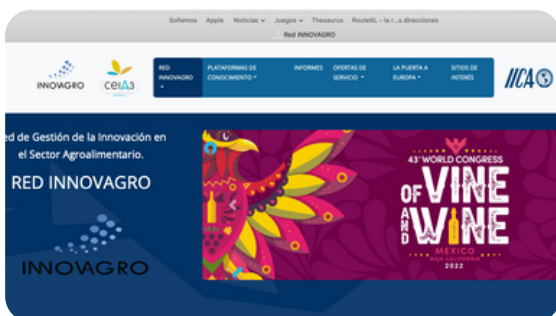 Soñemos Apple Noticias Juegos Thesaurus RouteXL - la r...s direcciones
Red INNOVAGRO
INNOVAGRO
ceiA3
RED INNOVAGRO
PLATAFORMAS DE CONOCIMIENTO
INFORMES
OFERTAS DE SERVICIO
LA PUERTA A EUROPA
SITIOS DE INTERÉS
IICA
ed de Gestión de la Innovación en
el Sector Agroalimentario.
RED INNOVAGRO
INNOVAGRO
43° WORLD CONGRESS
OF VINE
AND WINE
MEXICO
BAJA CALIFORNIA
2022